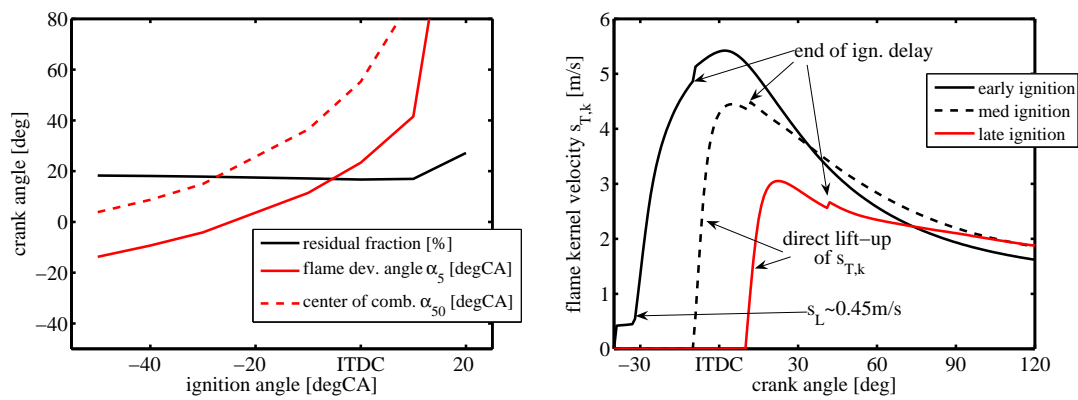 80
60
40
20
0
−20
−40
crank angle [deg]
−40
−20
ITDC
20
ignition angle [degCA]
residual fraction [%]
flame dev. angle α5 [degCA]
center of comb. α50 [degCA]
6
5
4
3
2
1
0
flame kernel velocity sT,k [m/s]
−30
ITDC
30
60
90
120
crank angle [deg]
end of ign. delay
early ignition
med ignition
late ignition
direct lift−up
of sT,k
sL~0.45m/s